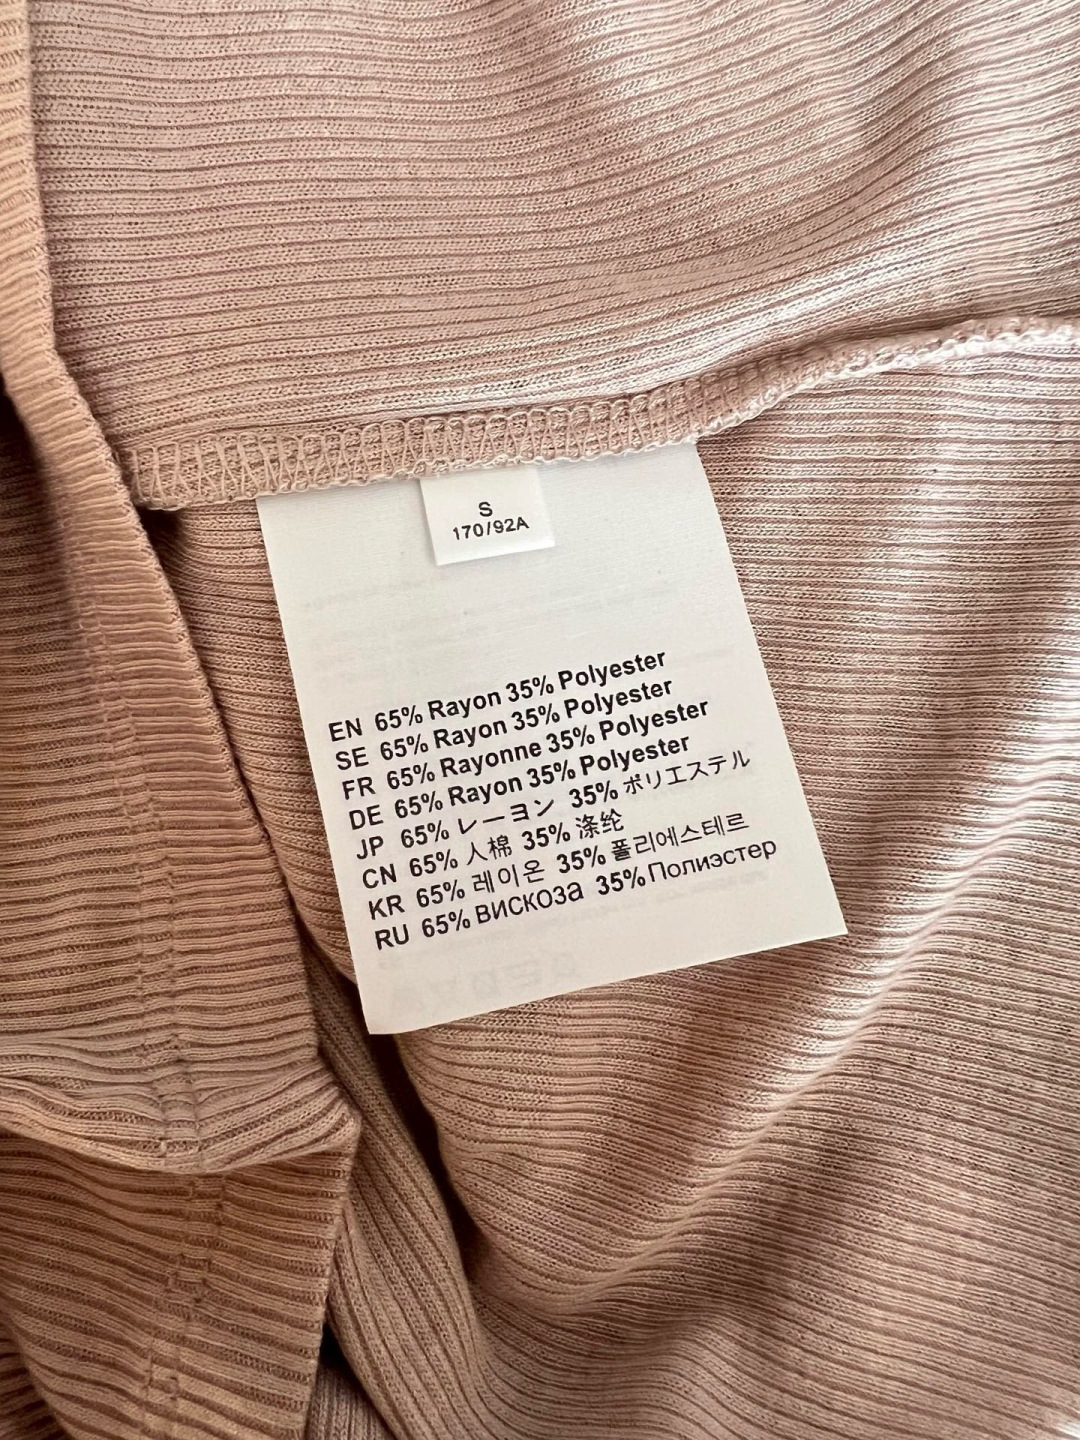 S
170/92A
EN 65% Rayon 35% Polyester
SE 65% Rayon 35% Polyester
FR 65% Rayonne 35% Polyester
DE 65% Rayon 35% Polyester
JP 65% レーヨン 35% ポリエステル
CN 65% 人棉 35% 涤纶
KR 65% 레이온 35% 폴리에스테르
RU 65% ВИСКОЗа 35% Полиэстер